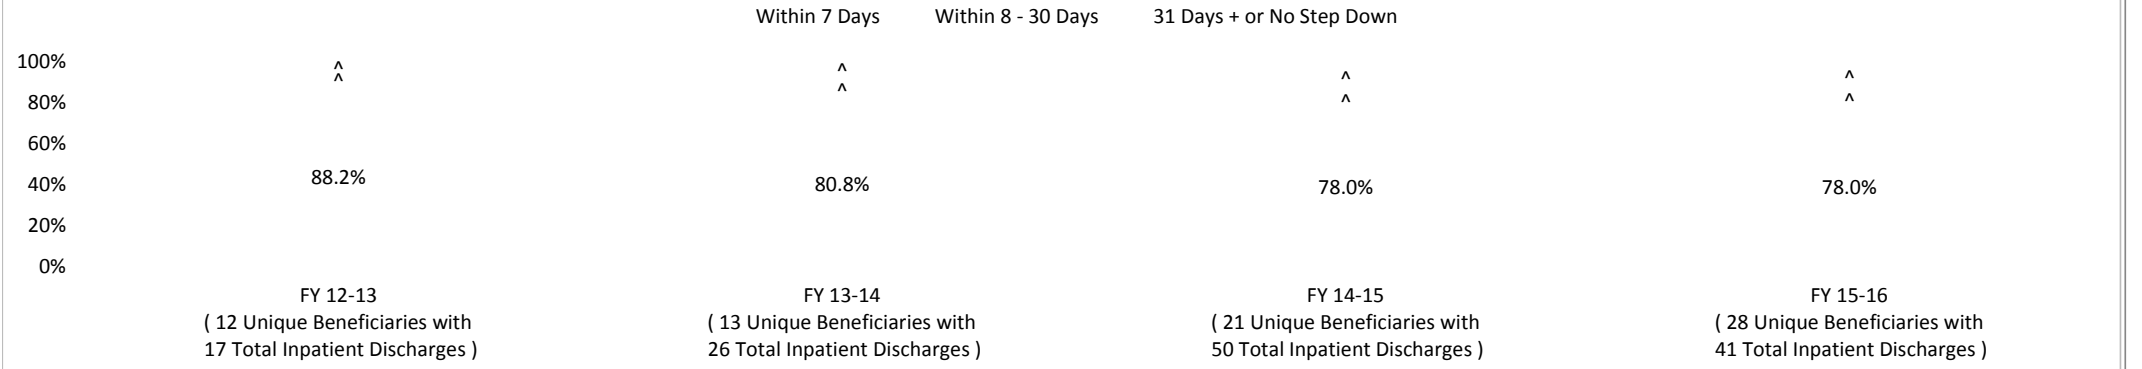 Within 7 Days Within 8 - 30 Days 31 Days + or No Step Down
100%
80%
60%
40%
20%
0%
^ ^ ^ ^
^ ^ ^ ^
88.2% 80.8% 78.0% 78.0%
FY 12-13 FY 13-14 FY 14-15 FY 15-16
( 12 Unique Beneficiaries with ( 13 Unique Beneficiaries with ( 21 Unique Beneficiaries with ( 28 Unique Beneficiaries with
17 Total Inpatient Discharges ) 26 Total Inpatient Discharges ) 50 Total Inpatient Discharges ) 41 Total Inpatient Discharges )